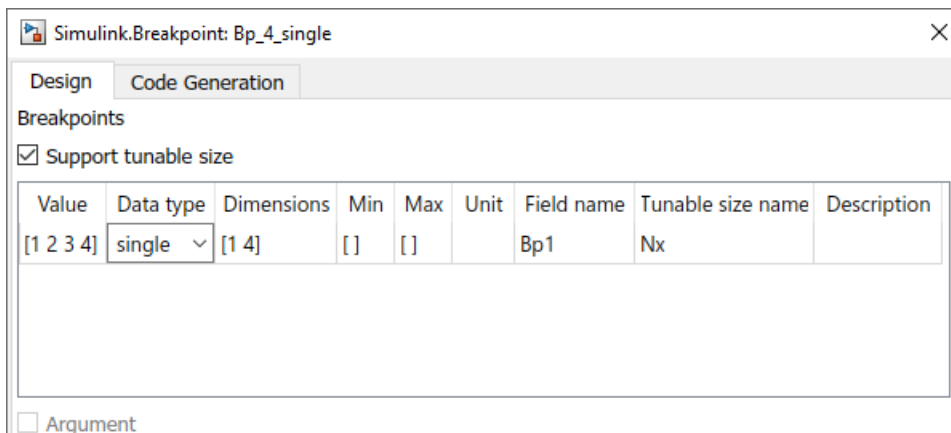 Simulink.Breakpoint: Bp_4_single
Design Code Generation
Breakpoints
Support tunable size
Value Data type Dimensions Min Max Unit Field name Tunable size name Description
[1 2 3 4] single [1 4] [ ] [ ] Bp1 Nx
Argument